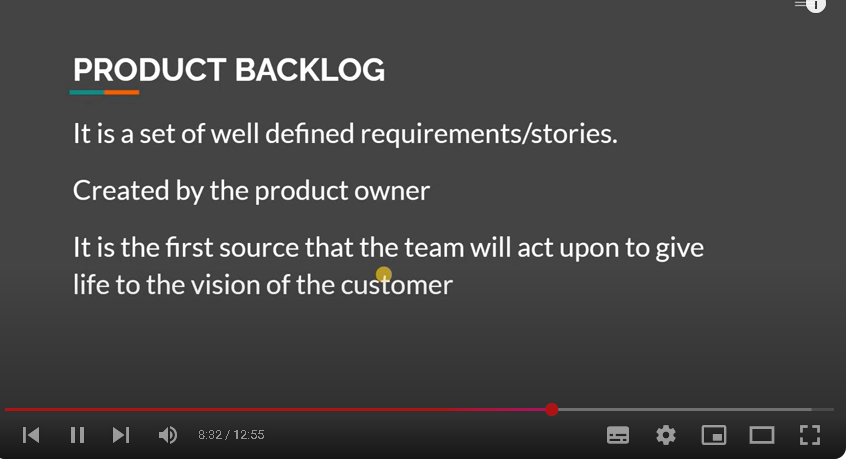 PRODUCT BACKLOG
It is a set of well defined requirements/stories.
Created by the product owner
It is the first source that the team will act upon to give
life to the vision of the customer
8:32 / 12:55